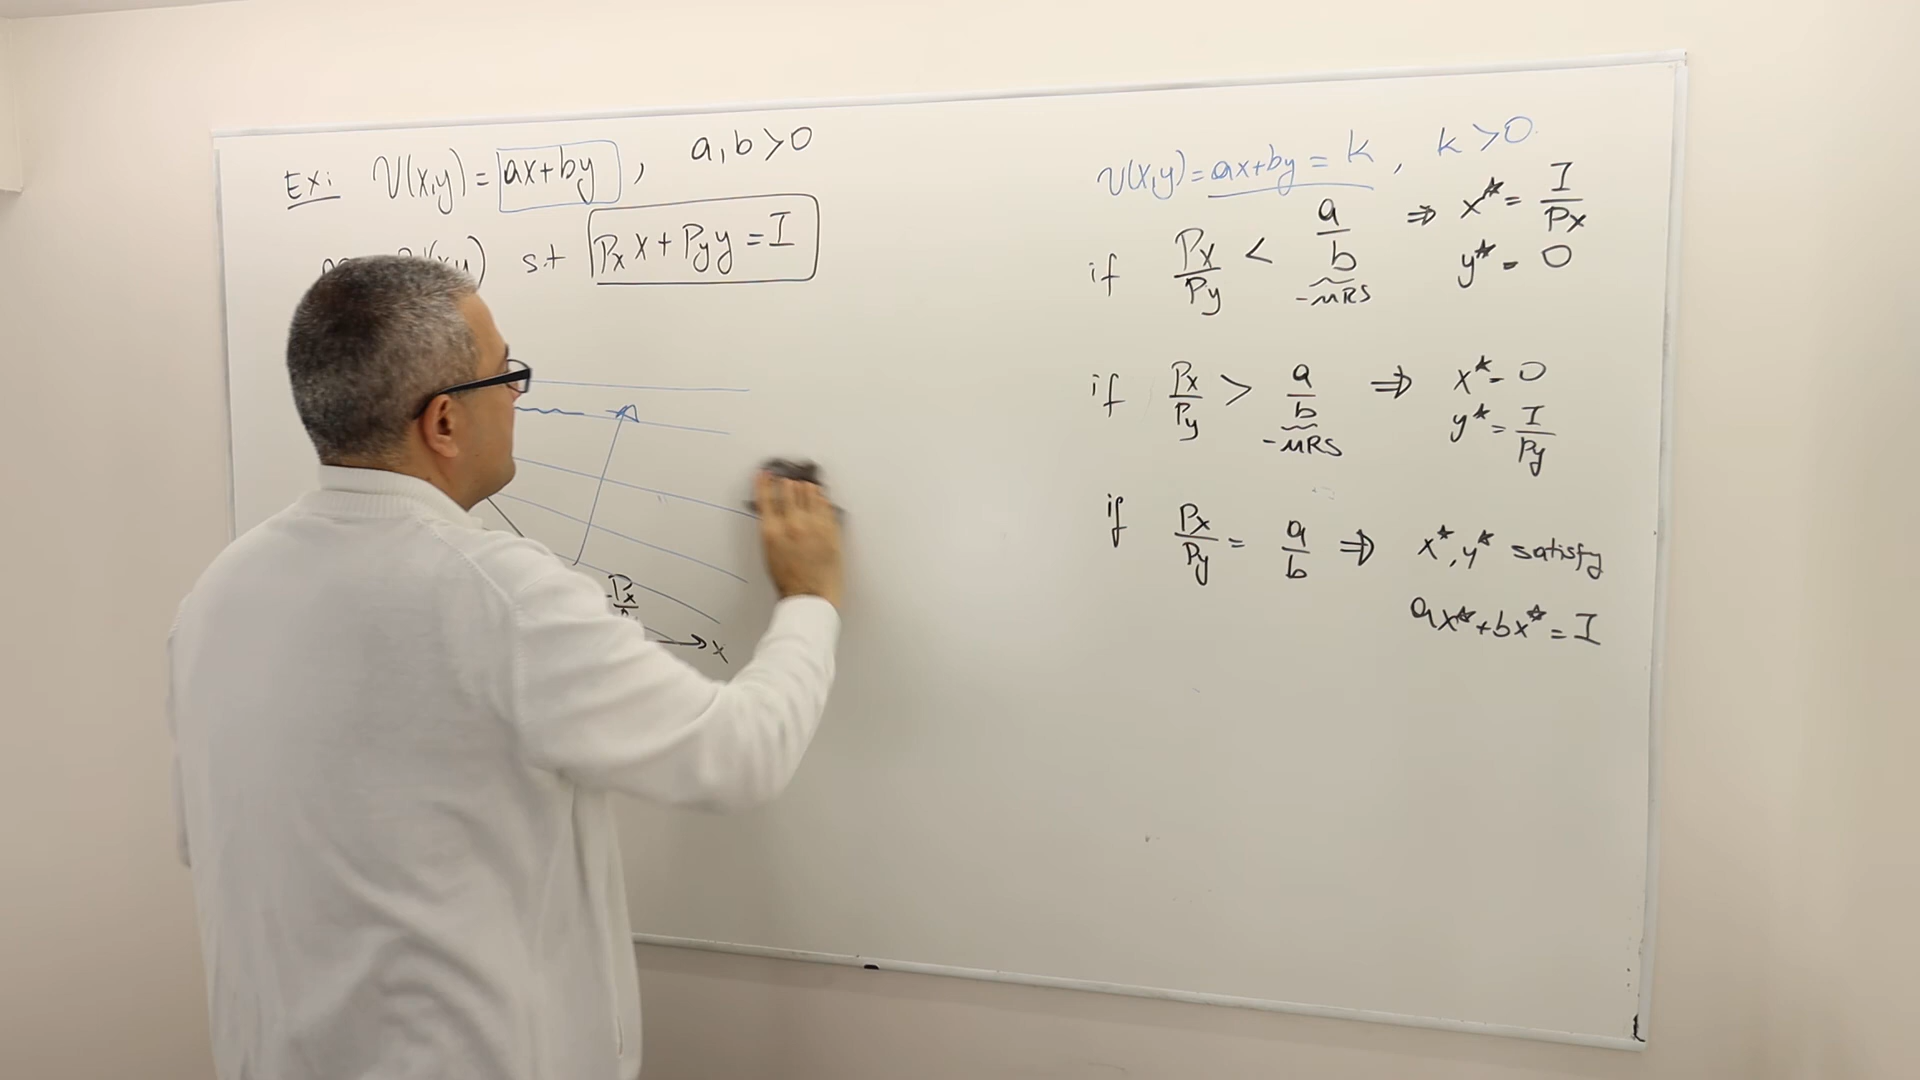 Ex: U(x,y) = ax+by , a,b>0
s.t Px x + Py y = I
-Px
x
U(x,y) = ax+by = k , k>0.
if Px/Py < a/b ⇒ x* = I/Px
-MRS y* = 0
if Px/Py > a/b ⇒ x* = 0
-MRS y* = I/Py
if Px/Py = a/b ⇒ x*, y* satisfy
ax* + bx* = I